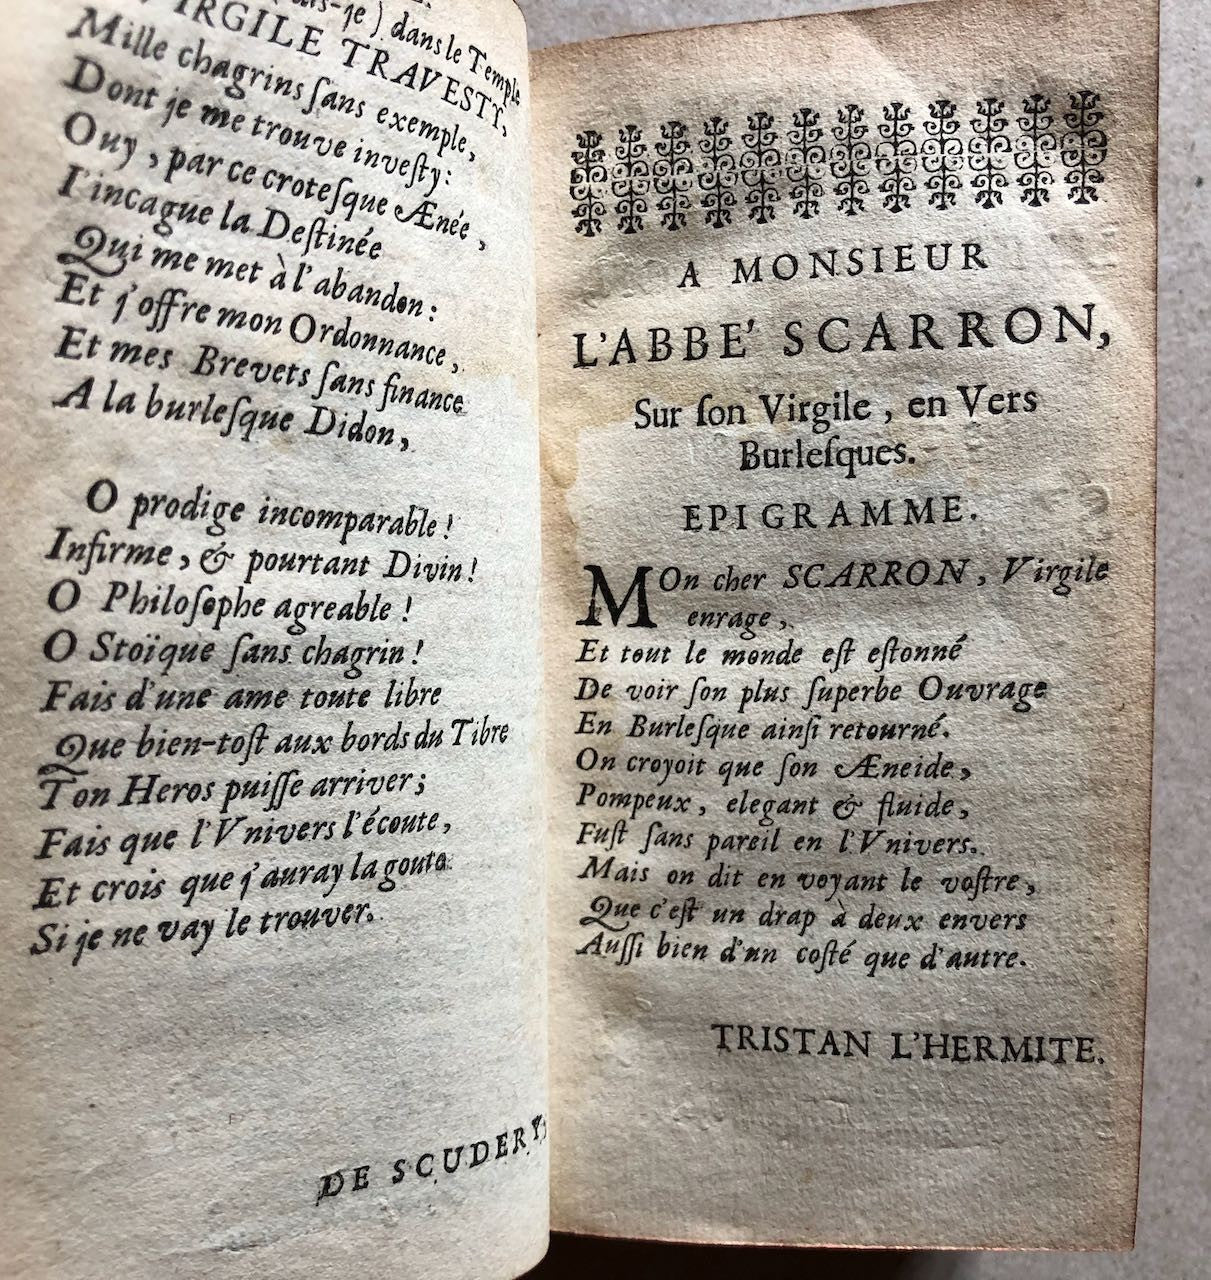 is-je) dans le Temple
VIRGILE TRAVESTY,
Mille chagrins ſans exemple,
Dont je me trouve inveſty:
Ouy, par ce croteſque Ænée,
I'incague la Deſtinée
Qui me met à l'abandon:
Et j'offre mon Ordonnance,
Et mes Brevets ſans finance
A la burleſque Didon,
O prodige incomparable!
Infirme, & pourtant Divin!
O Philoſophe agreable!
O Stoïque ſans chagrin!
Fais d'une ame toute libre
Que bien-toſt aux bords du Tibre
Ton Heros puiſſe arriver;
Fais que l'Vnivers l'écoute,
Et crois que j'auray la goute
Si je ne vay le trouver.
DE SCUDERY,
A MONSIEUR
L'ABBE' SCARRON,
Sur ſon Virgile, en Vers
Burleſques.
EPIGRAMME.
MOn cher SCARRON, Virgile
enrage,
Et tout le monde eſt eſtonné
De voir ſon plus ſuperbe Ouvrage
En Burleſque ainſi retourné.
On croyoit que ſon Æneide,
Pompeux, elegant & fluide,
Fuſt ſans pareil en l'Vnivers.
Mais on dit en voyant le voſtre,
Que c'eſt un drap à deux envers
Auſſi bien d'un coſté que d'autre.
TRISTAN L'HERMITE.